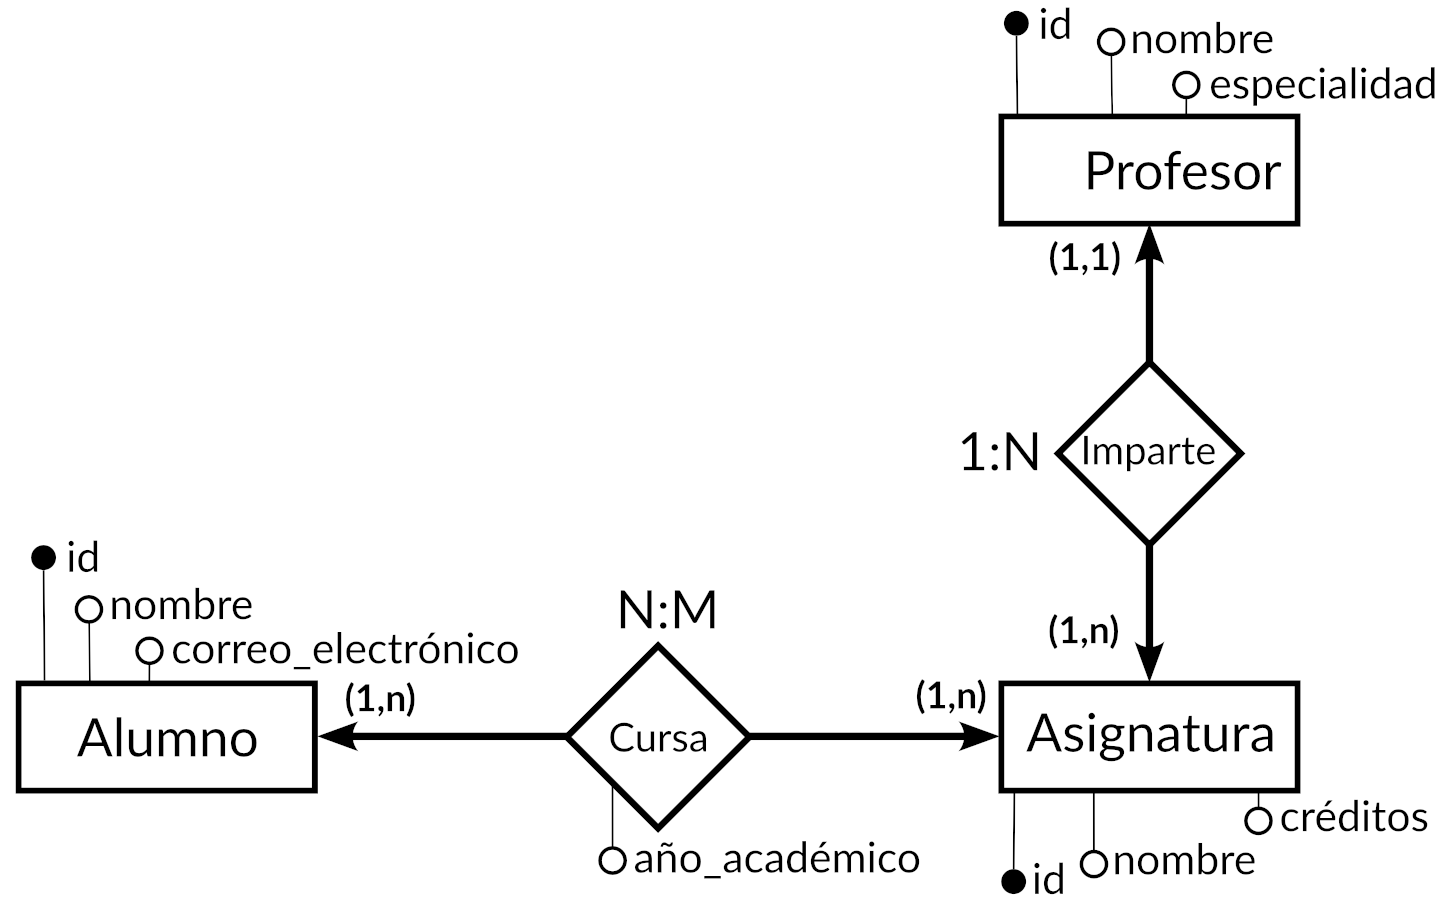 id
nombre
especialidad
Profesor
(1,1)
1:N
Imparte
(1,n)
id
nombre
correo_electrónico
Alumno
(1,n)
N:M
Cursa
año_académico
(1,n)
Asignatura
créditos
nombre
id